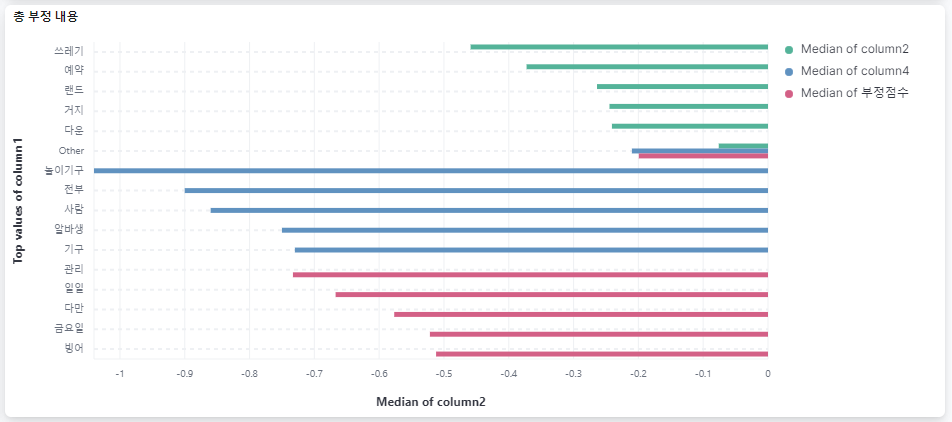 총 부정 내용
Median of column2
Median of column4
Median of 부정점수
Top values of column1
쓰레기
예약
랜드
거지
다운
Other
놀이기구
전부
사람
알바생
기구
관리
일일
다만
금요일
빙어
-1 -0.9 -0.8 -0.7 -0.6 -0.5 -0.4 -0.3 -0.2 -0.1 0
Median of column2